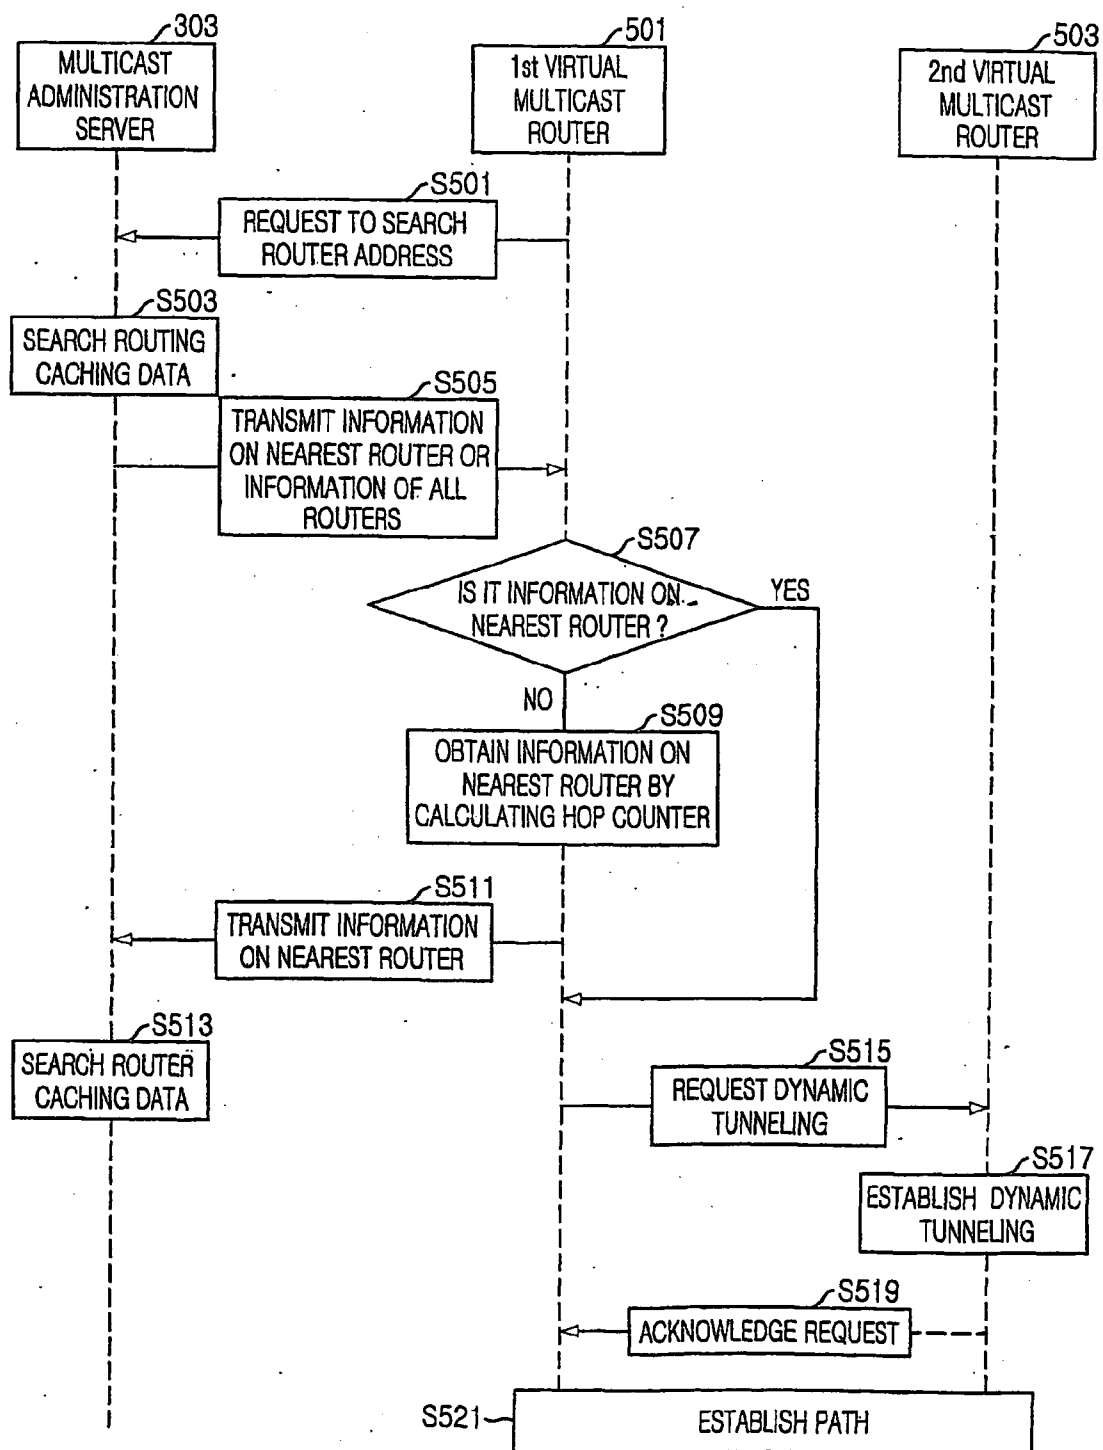 303
501
503
MULTICAST
ADMINISTRATION
SERVER
1st VIRTUAL
MULTICAST
ROUTER
2nd VIRTUAL
MULTICAST
ROUTER
S501
REQUEST TO SEARCH
ROUTER ADDRESS
S503
SEARCH ROUTING
CACHING DATA
S505
TRANSMIT INFORMATION
ON NEAREST ROUTER OR
INFORMATION OF ALL
ROUTERS
S507
IS IT INFORMATION ON
NEAREST ROUTER ?
YES
NO
S509
OBTAIN INFORMATION ON
NEAREST ROUTER BY
CALCULATING HOP COUNTER
S511
TRANSMIT INFORMATION
ON NEAREST ROUTER
S513
SEARCH ROUTER
CACHING DATA
S515
REQUEST DYNAMIC
TUNNELING
S517
ESTABLISH DYNAMIC
TUNNELING
S519
ACKNOWLEDGE REQUEST
S521
ESTABLISH PATH